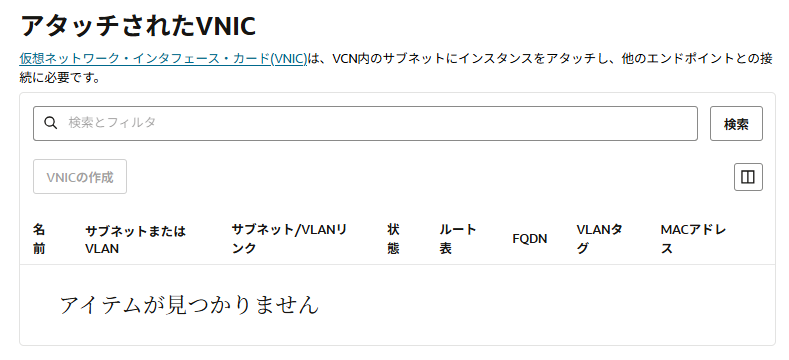 アタッチされたVNIC
仮想ネットワーク・インタフェース・カード(VNIC)は、VCN内のサブネットにインスタンスをアタッチし、他のエンドポイントとの接
続に必要です。
検索とフィルタ
検索
VNICの作成
名
前
サブネットまたは
VLAN
サブネット/VLANリ
ンク
状
態
ルート
表
FQDN
VLANタ
グ
MACアドレ
ス
アイテムが見つかりません